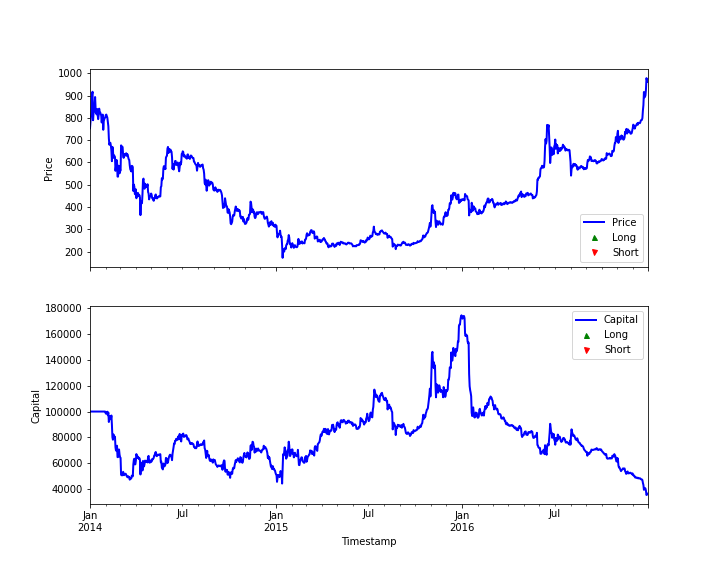 1000
900
800
700
600
500
400
300
200
Price
Price
Long
Short
180000
160000
140000
120000
100000
80000
60000
40000
Capital
Capital
Long
Short
Jan
2014
Jul
Jan
2015
Jul
Jan
2016
Jul
Timestamp